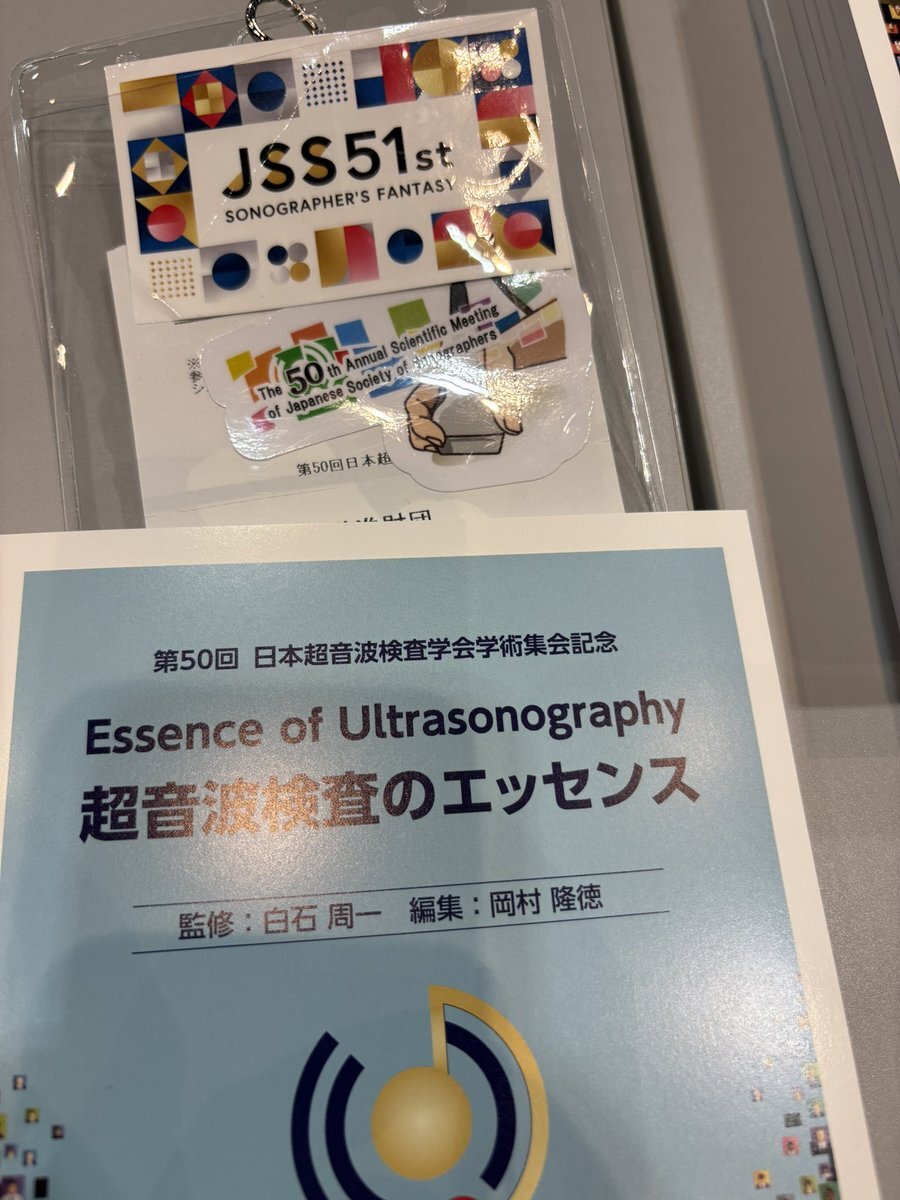 JSS51st
SONOGRAPHER'S FANTASY
The 50th Annual Scientific Meeting
of Japanese Society of Sonographers
第50回日本超
財団
第50回 日本超音波検査学会学術集会記念
Essence of Ultrasonography
超音波検査のエッセンス
監修：白石 周一 編集：岡村 隆徳